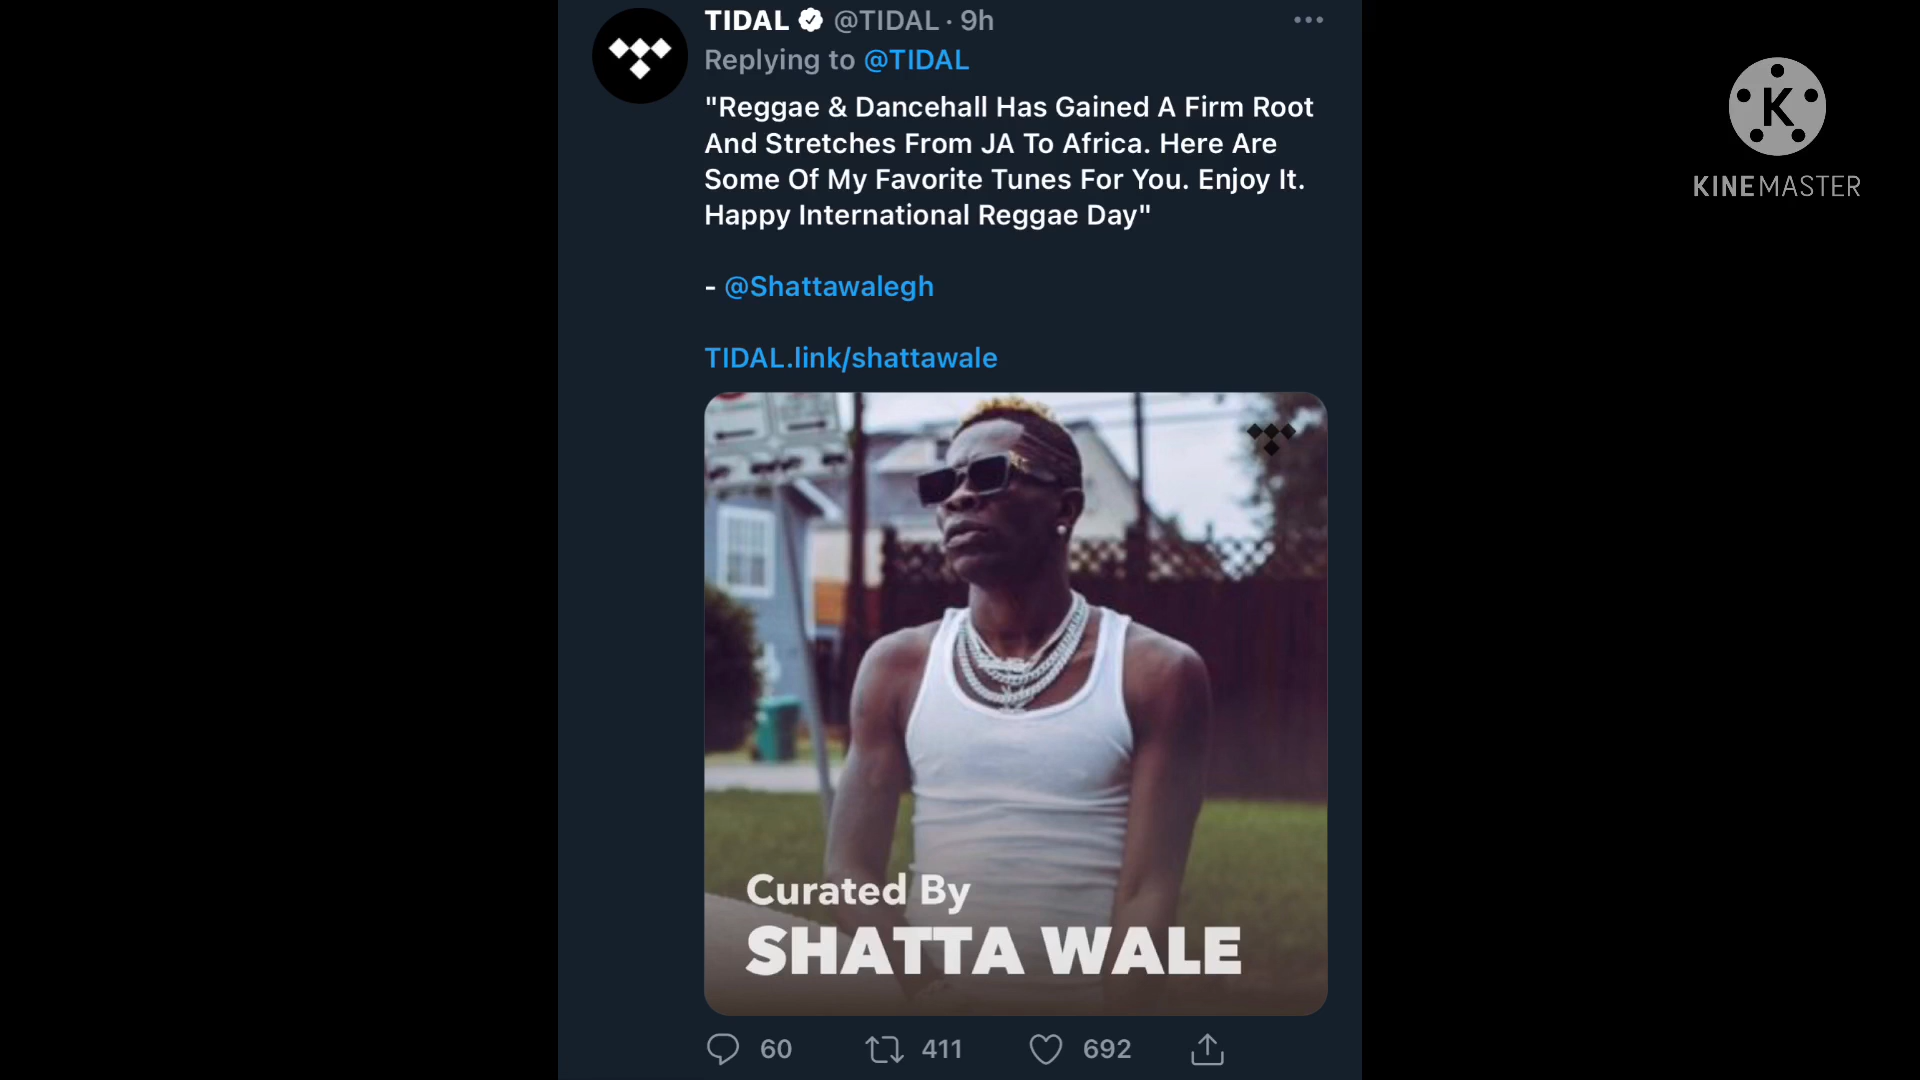 TIDAL @TIDAL · 9h
Replying to @TIDAL
"Reggae & Dancehall Has Gained A Firm Root
And Stretches From JA To Africa. Here Are
Some Of My Favorite Tunes For You. Enjoy It.
Happy International Reggae Day"
- @Shattawalegh
TIDAL.link/shattawale
Curated By
SHATTA WALE
60 411 692
K
KINEMASTER